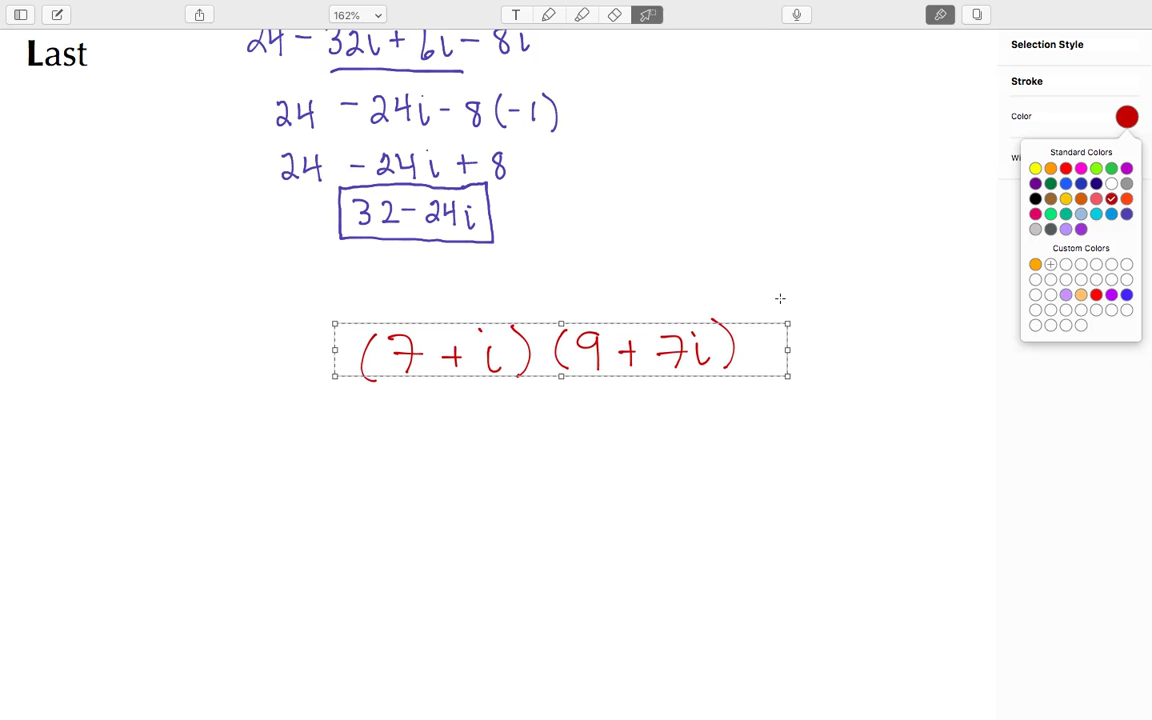 162%
T
Selection Style
Last
24 - 32i + 6i - 8i
Stroke
24 - 24i - 8(-1)
Color
24 - 24i + 8
Standard Colors
32 - 24i
Custom Colors
(7 + i) (9 + 7i)